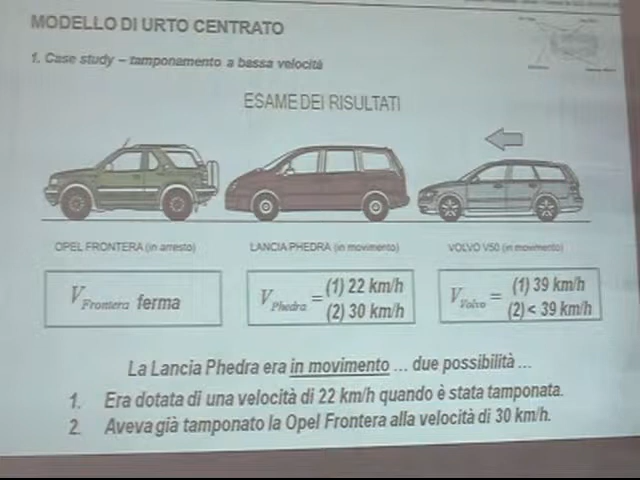 MODELLO DI URTO CENTRATO
1. Case study – tamponamento a bassa velocità
ESAME DEI RISULTATI
OPEL FRONTERA (in arresto)
LANCIA PHEDRA (in movimento)
VOLVO V50 (in movimento)
V Frontera ferma
V Phedra = (1) 22 km/h
(2) 30 km/h
V Volvo = (1) 39 km/h
(2) < 39 km/h
La Lancia Phedra era in movimento ... due possibilità ...
1. Era dotata di una velocità di 22 km/h quando è stata tamponata.
2. Aveva già tamponato la Opel Frontera alla velocità di 30 km/h.